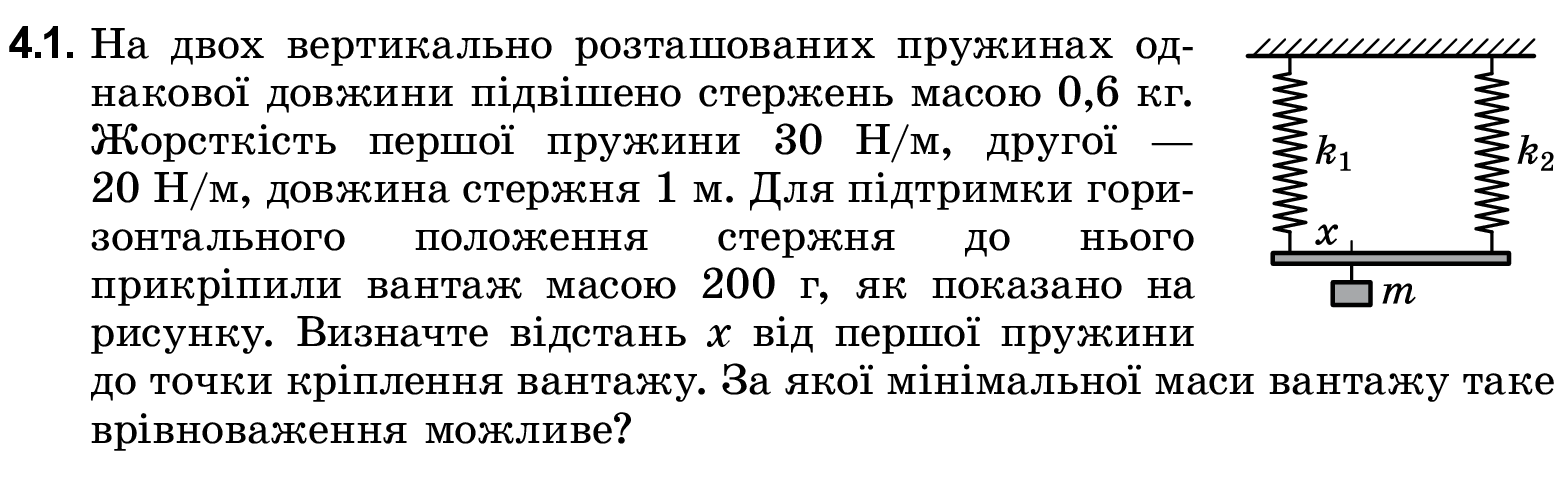 4.1. На двох вертикально розташованих пружинах од-
накової довжини підвішено стержень масою 0,6 кг.
Жорсткість першої пружини 30 Н/м, другої —
20 Н/м, довжина стержня 1 м. Для підтримки гори-
зонтального положення стержня до нього
прикріпили вантаж масою 200 г, як показано на
рисунку. Визначте відстань x від першої пружини
до точки кріплення вантажу. За якої мінімальної маси вантажу таке
врівноваження можливе?
k₁
k₂
x
m